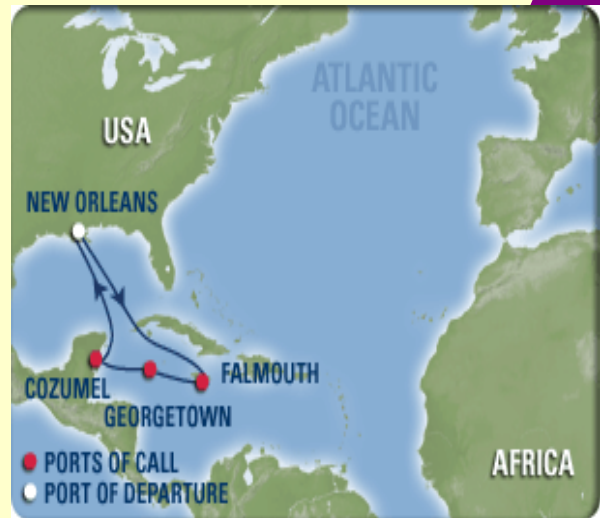 ATLANTIC
OCEAN
USA
NEW ORLEANS
FALMOUTH
COZUMEL
GEORGETOWN
PORTS OF CALL
AFRICA
PORT OF DEPARTURE